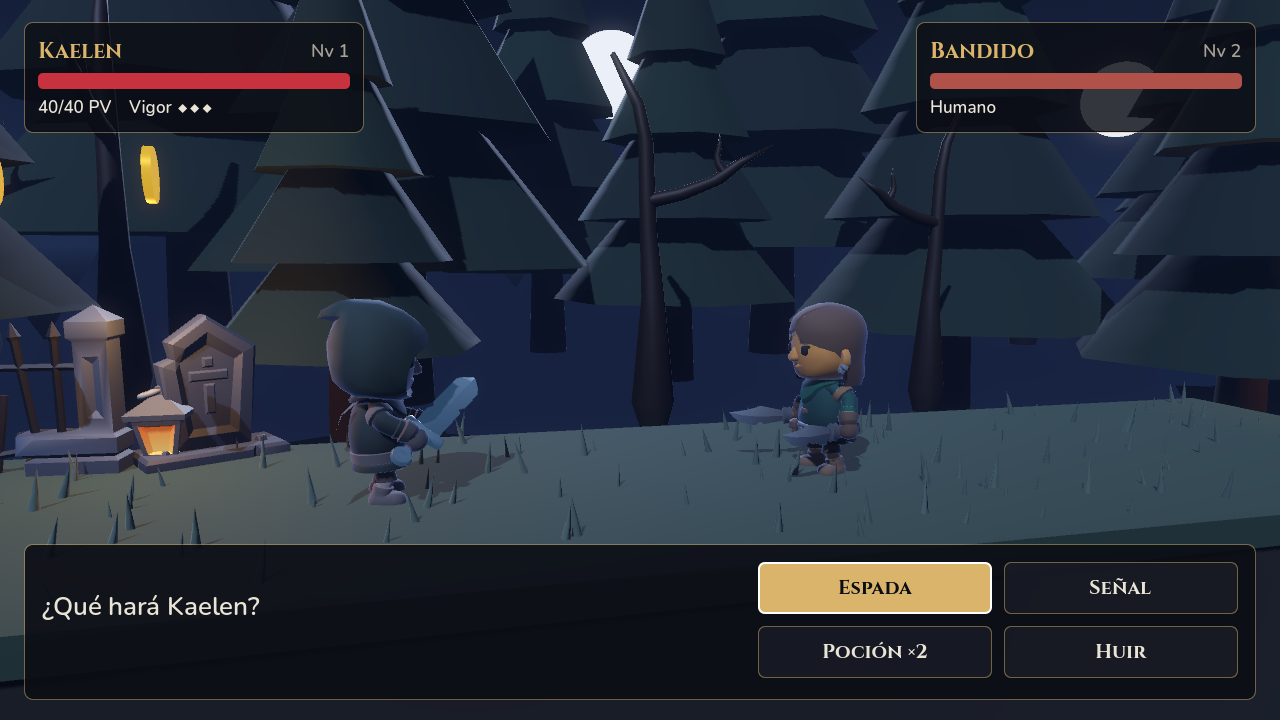 Kaelen Nv 1
40/40 PV Vigor ◆◆◆
Bandido Nv 2
Humano
¿Qué hará Kaelen?
Espada Señal
Poción ×2 Huir